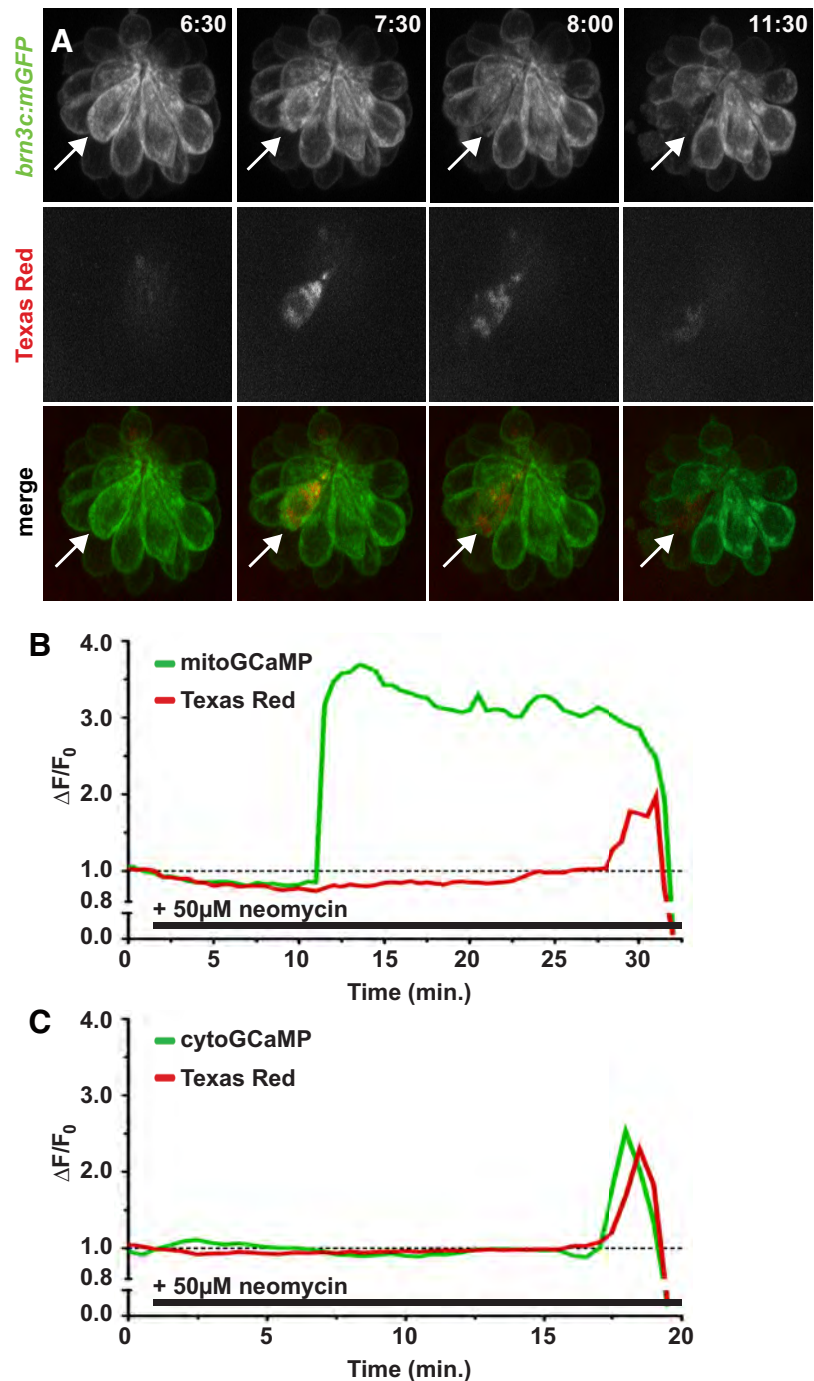 A
6:30
7:30
8:00
11:30
brn3c:mGFP
Texas Red
merge
B
4.0
3.0
2.0
1.0
0.8
0.0
ΔF/F0
mitoGCaMP
Texas Red
+ 50μM neomycin
0
5
10
15
20
25
30
Time (min.)
C
4.0
3.0
2.0
1.0
0.8
0.0
ΔF/F0
cytoGCaMP
Texas Red
+ 50μM neomycin
0
5
10
15
20
Time (min.)